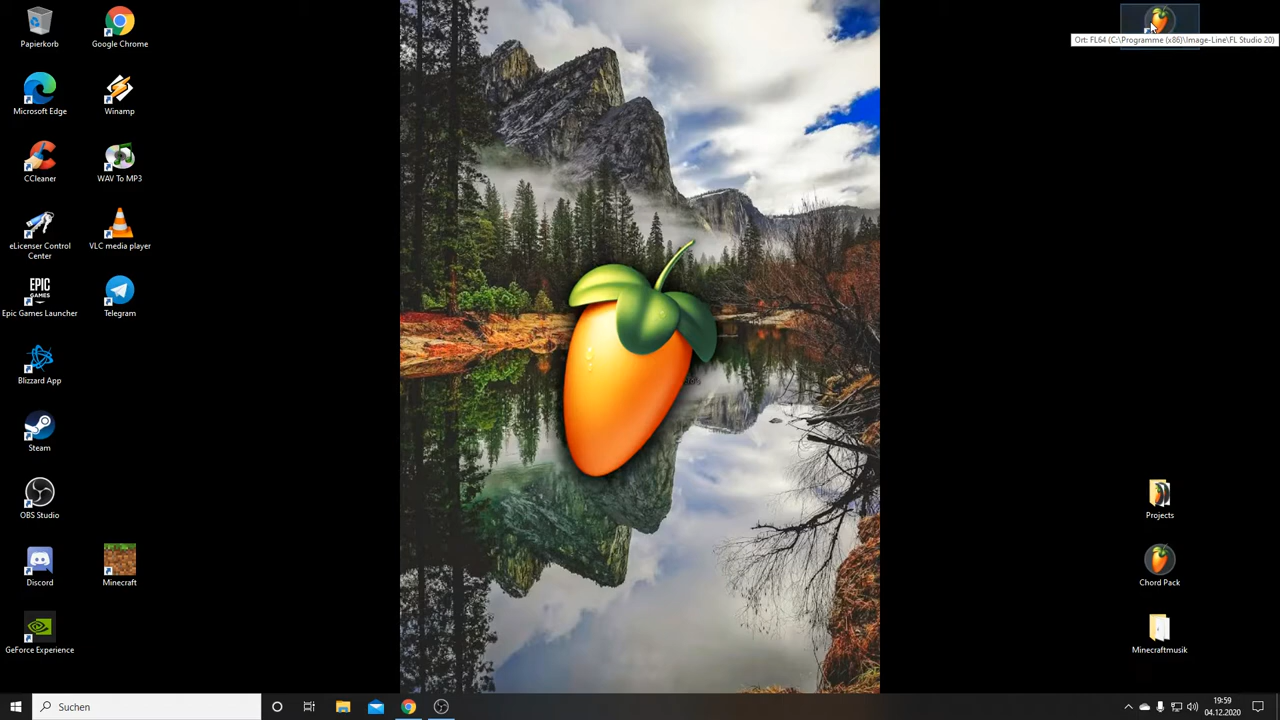 Papierkorb
Google Chrome
Ort: FL64 (C:\Programme (x86)\Image-Line\FL Studio 20)
Microsoft Edge
Winamp
CCleaner
WAV To MP3
eLicenser Control
Center
VLC media player
EPIC
GAMES
Epic Games Launcher
Telegram
Blizzard App
Steam
OBS Studio
Projects
Discord
Minecraft
Chord Pack
GeForce Experience
Minecraftmusik
Suchen
19:59
04.12.2020